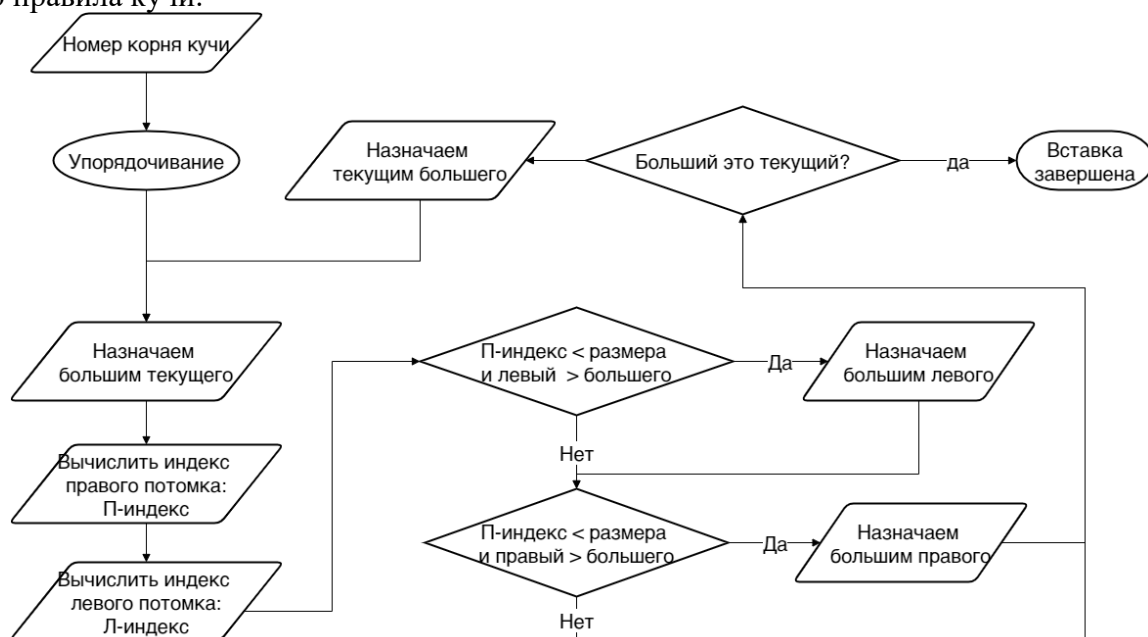 правила кучи.
Номер корня кучи
Упорядочивание
Назначаем
текущим большего
Больший это текущий?
да
Вставка
завершена
Назначаем
большим текущего
П-индекс < размера
и левый > большего
Да
Назначаем
большим левого
Нет
Вычислить индекс
правого потомка:
П-индекс
П-индекс < размера
и правый > большего
Да
Назначаем
большим правого
Вычислить индекс
левого потомка:
Л-индекс
Нет